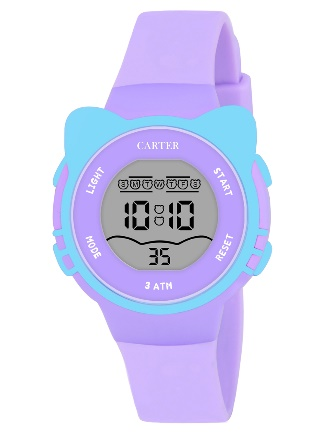 CARTER
LIGHT
START
SMTWTFS
10:10
MODE
RESET
35
3 ATM